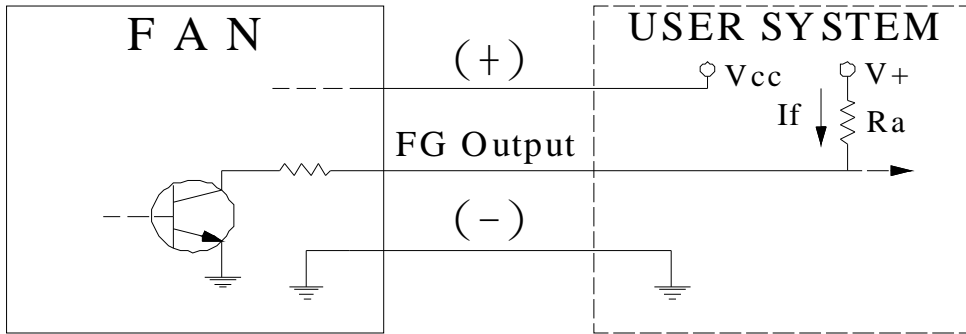 F A N
USER SYSTEM
(+)
Vcc
V+
If
Ra
FG Output
(-)